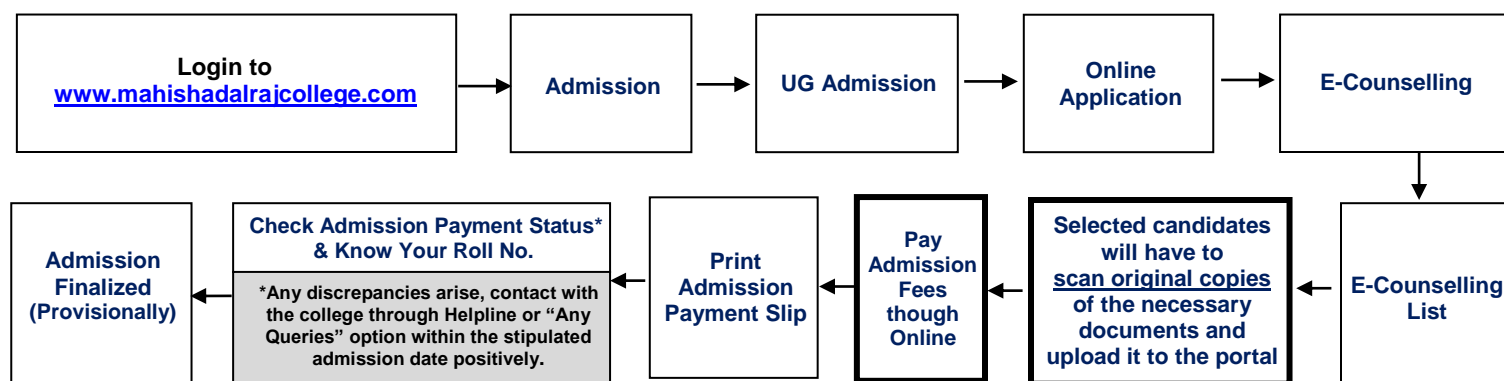 Login to
www.mahishadalrajcollege.com
Admission
UG Admission
Online
Application
E-Counselling
E-Counselling
List
Selected candidates
will have to
scan original copies
of the necessary
documents and
upload it to the portal
Pay
Admission
Fees
though
Online
Print
Admission
Payment Slip
Check Admission Payment Status*
& Know Your Roll No.
*Any discrepancies arise, contact with
the college through Helpline or “Any
Queries” option within the stipulated
admission date positively.
Admission
Finalized
(Provisionally)